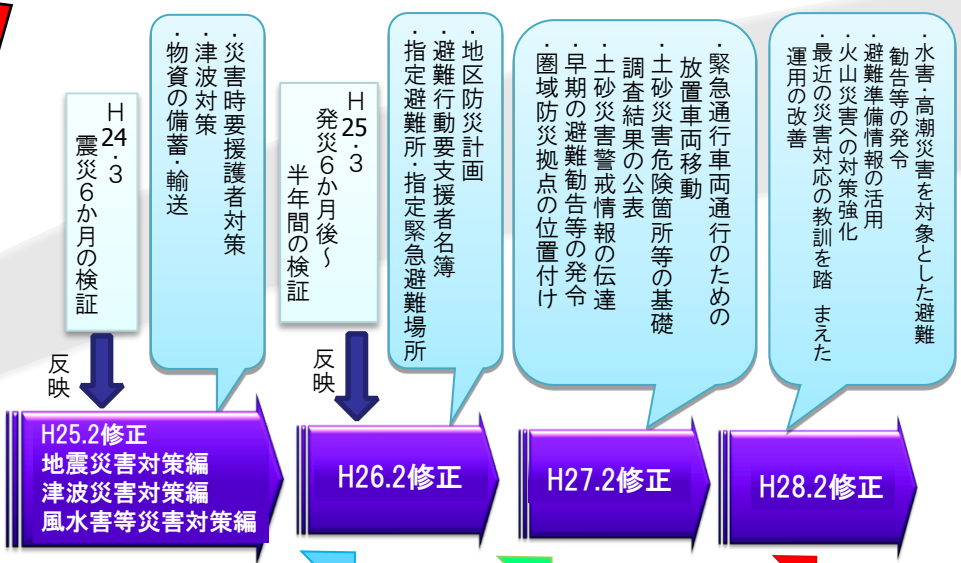 H24.3
震災6か月の検証
反映
・災害時要援護者対策
・津波対策
・物資の備蓄・輸送
H25.2修正
地震災害対策編
津波災害対策編
風水害等災害対策編
H25.3
発災6か月後～
半年間の検証
反映
・地区防災計画
・避難行動要支援者名簿
・指定避難所・指定緊急避難場所
H26.2修正
・緊急通行車両通行のための
放置車両移動
・土砂災害危険箇所等の基礎
調査結果の公表
・土砂災害警戒情報の伝達
・早期の避難勧告等の発令
・圏域防災拠点の位置付け
H27.2修正
・水害・高潮災害を対象とした避難
勧告等の発令
・避難準備情報の活用
・火山災害への対策強化
・最近の災害対応の教訓を踏 まえた
運用の改善
H28.2修正